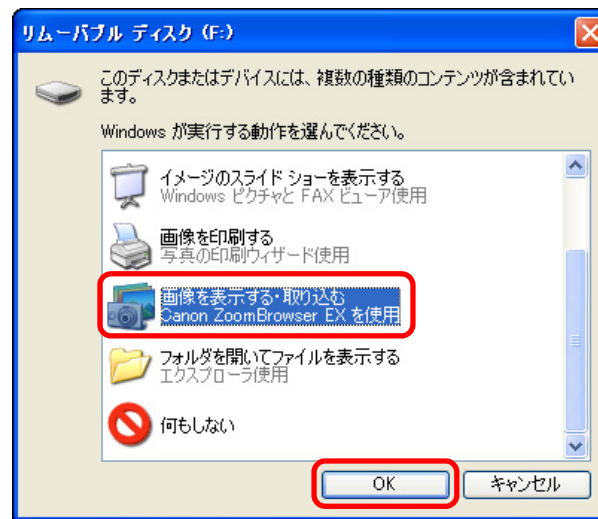 リムーバブル ディスク (F:)
このディスクまたはデバイスには、複数の種類のコンテンツが含まれてい
ます。
Windows が実行する動作を選んでください。
イメージのスライド ショーを表示する
Windows ピクチャと FAX ビューア使用
画像を印刷する
写真の印刷ウィザード使用
画像を表示する・取り込む
Canon ZoomBrowser EX を使用
フォルダを開いてファイルを表示する
エクスプローラ使用
何もしない
OK
キャンセル